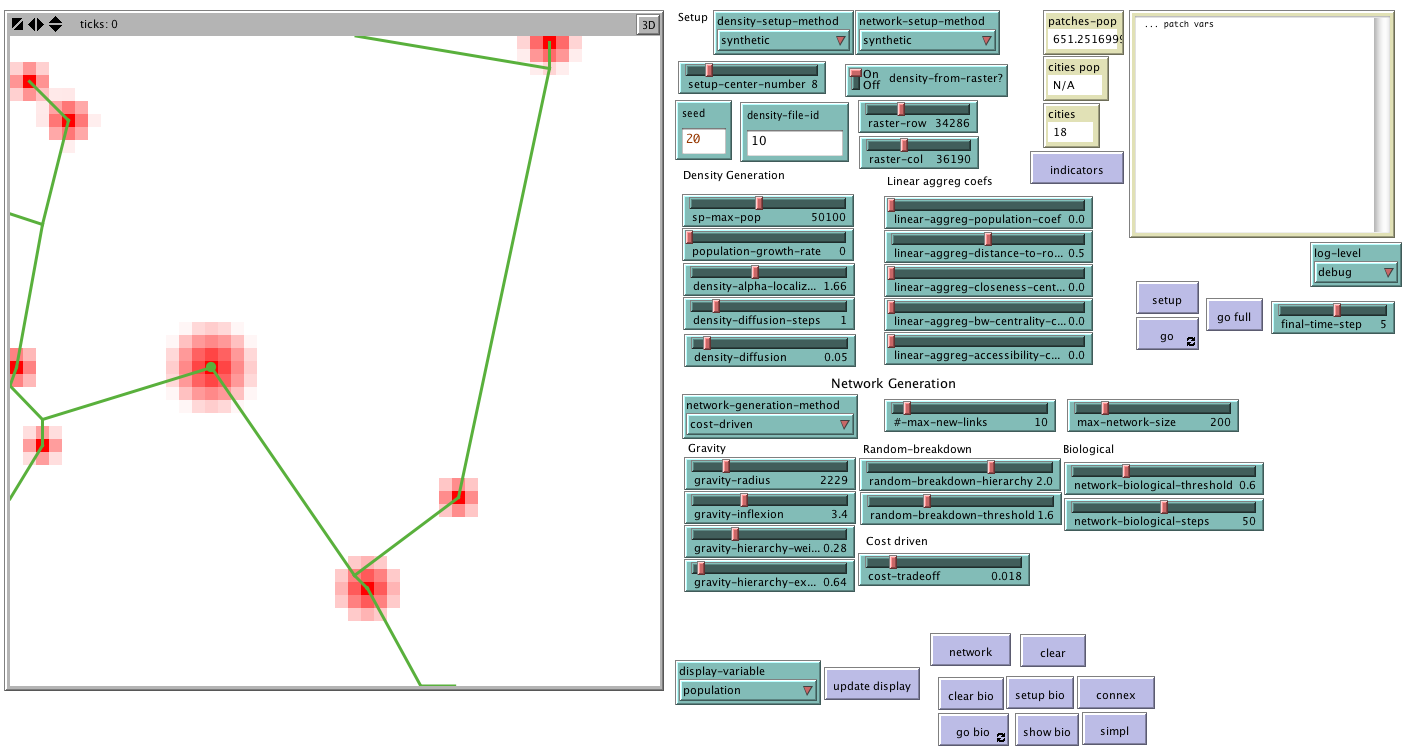 ticks: 0
3D
Setup
density-setup-method
synthetic
network-setup-method
synthetic
setup-center-number 8
On
Off
density-from-raster?
seed
20
density-file-id
10
raster-row 34286
raster-col 36190
patches-pop
651.2516999
cities pop
N/A
cities
18
indicators
... patch vars
Density Generation
sp-max-pop 50100
population-growth-rate 0
density-alpha-localiz... 1.66
density-diffusion-steps 1
density-diffusion 0.05
Linear aggreg coefs
linear-aggreg-population-coef 0.0
linear-aggreg-distance-to-ro... 0.5
linear-aggreg-closeness-cent... 0.0
linear-aggreg-bw-centrality-c... 0.0
linear-aggreg-accessibility-c... 0.0
log-level
debug
setup
go
go full
final-time-step 5
Network Generation
network-generation-method
cost-driven
#-max-new-links 10
max-network-size 200
Gravity
gravity-radius 2229
gravity-inflexion 3.4
gravity-hierarchy-wei... 0.28
gravity-hierarchy-ex... 0.64
Random-breakdown
random-breakdown-hierarchy 2.0
random-breakdown-threshold 1.6
Biological
network-biological-threshold 0.6
network-biological-steps 50
Cost driven
cost-tradeoff 0.018
display-variable
population
update display
network
clear
clear bio
setup bio
connex
go bio
show bio
simpl